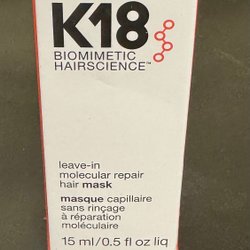 K18
BIOMIMETIC
HAIRSCIENCE™
leave-in
molecular repair
hair mask
masque capillaire
sans rinçage
à réparation
moléculaire
15 ml/0.5 fl oz liq